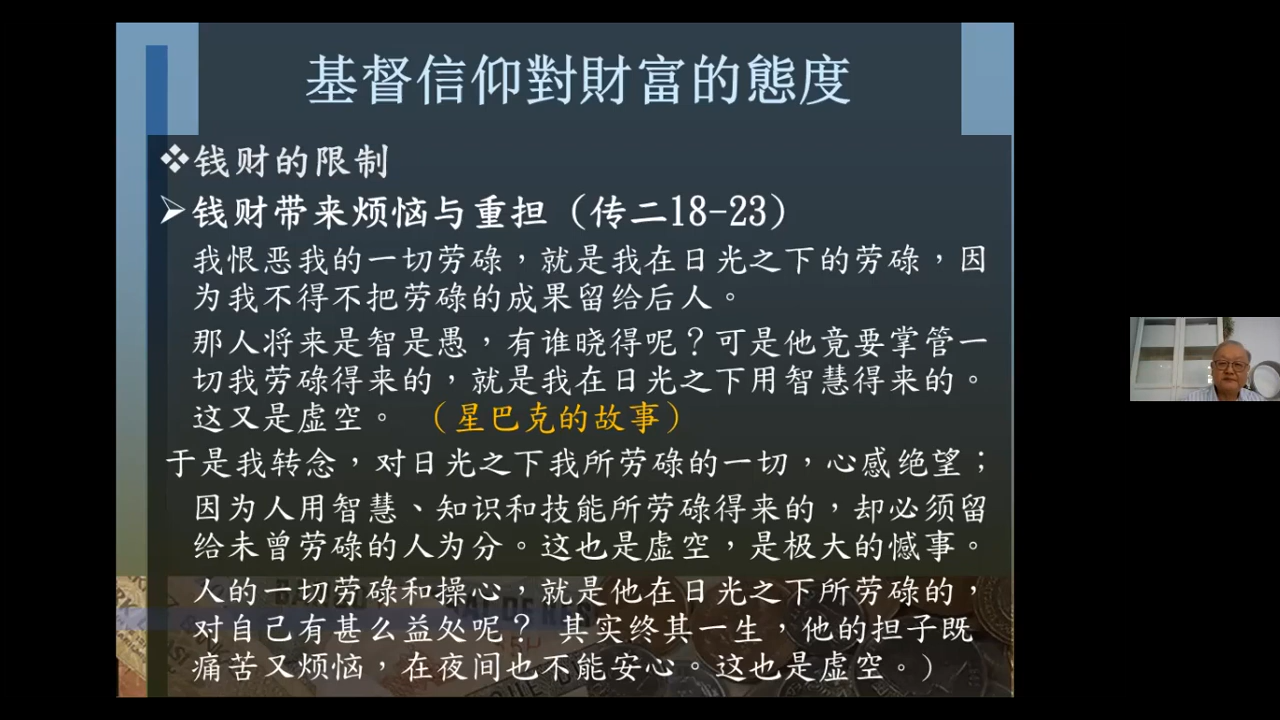 基督信仰對財富的態度
❖钱财的限制
➢钱财带来烦恼与重担（传二18-23）
我恨恶我的一切劳碌，就是我在日光之下的劳碌，因
为我不得不把劳碌的成果留给后人。
那人将来是智是愚，有谁晓得呢？可是他竟要掌管一
切我劳碌得来的，就是我在日光之下用智慧得来的。
这又是虚空。（星巴克的故事）
于是我转念，对日光之下我所劳碌的一切，心感绝望；
因为人用智慧、知识和技能所劳碌得来的，却必须留
给未曾劳碌的人为分。这也是虚空，是极大的憾事。
人的一切劳碌和操心，就是他在日光之下所劳碌的，
对自己有甚么益处呢？ 其实终其一生，他的担子既
痛苦又烦恼，在夜间也不能安心。这也是虚空。）